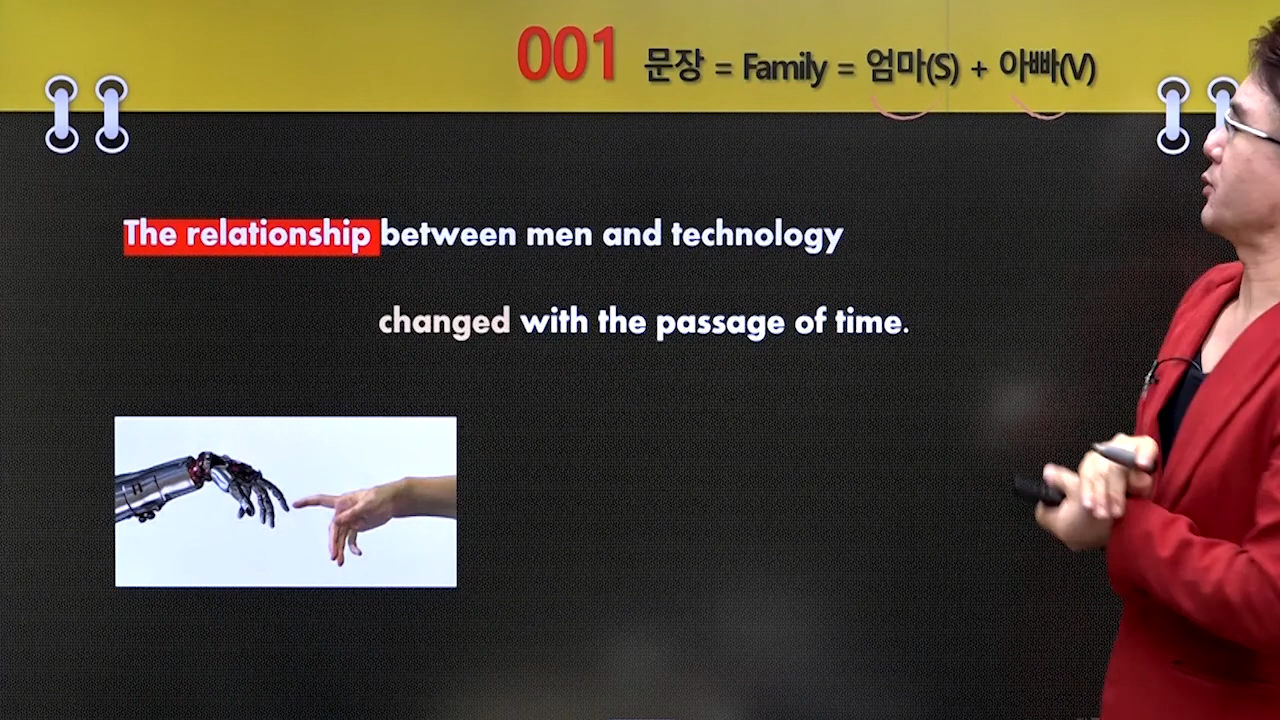 001 문장 = Family = 엄마(S) + 아빠(V)
The relationship between men and technology
changed with the passage of time.